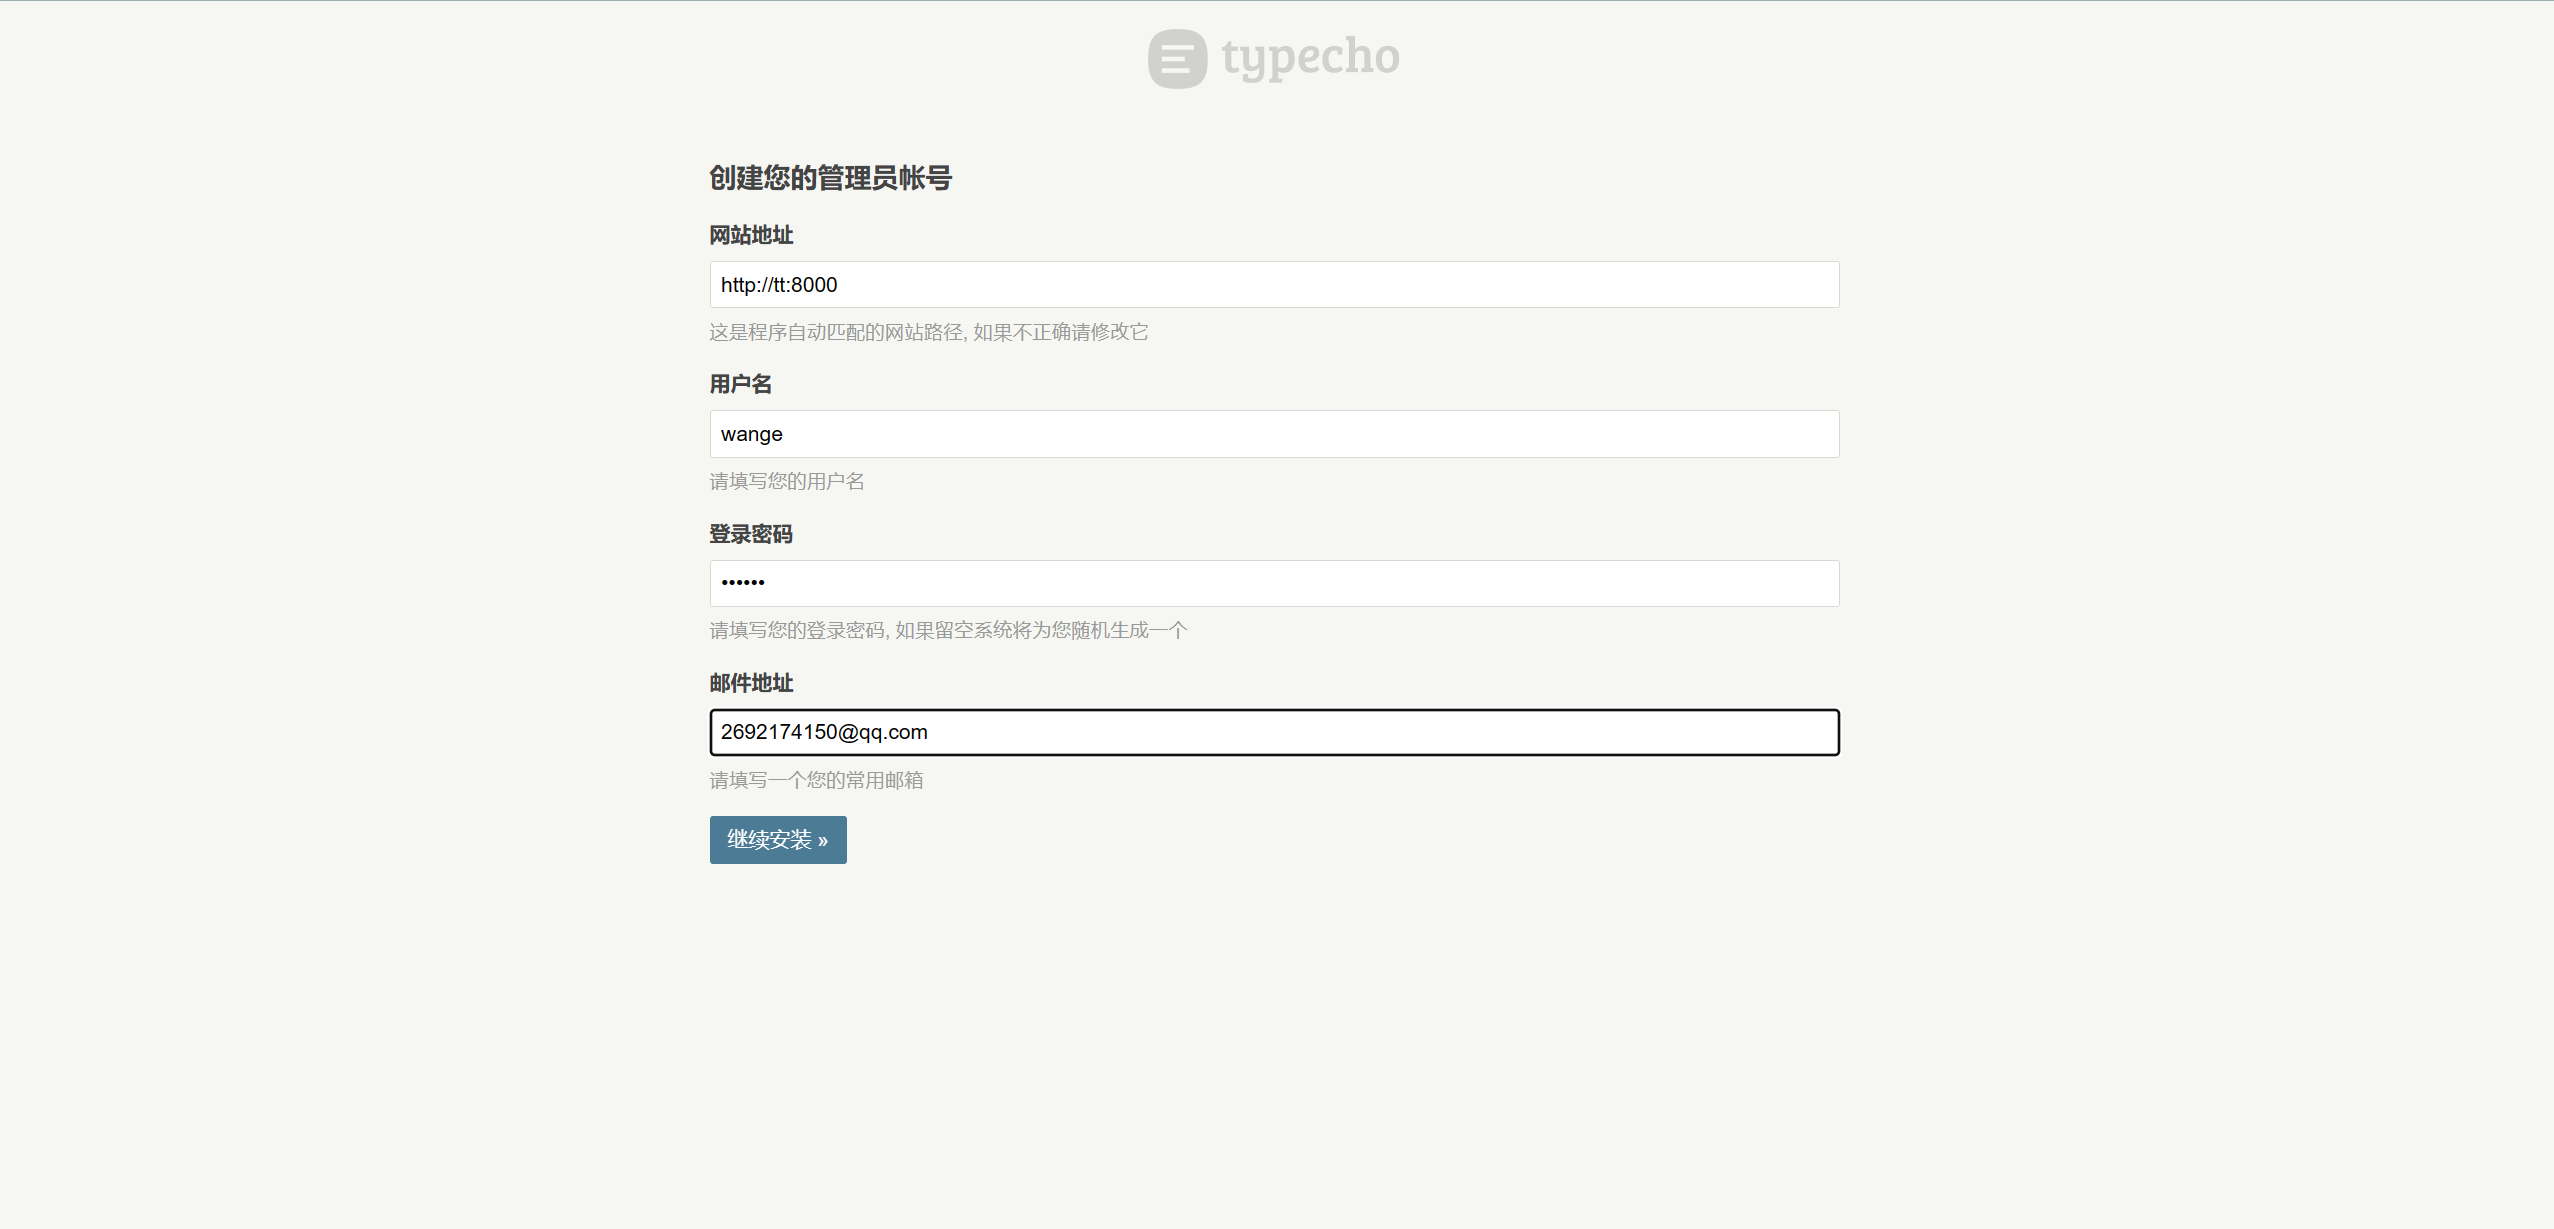 typecho
创建您的管理员帐号
网站地址
http://tt:8000
这是程序自动匹配的网站路径, 如果不正确请修改它
用户名
wange
请填写您的用户名
登录密码
••••••
请填写您的登录密码, 如果留空系统将为您随机生成一个
邮件地址
2692174150@qq.com
请填写一个您的常用邮箱
继续安装 »